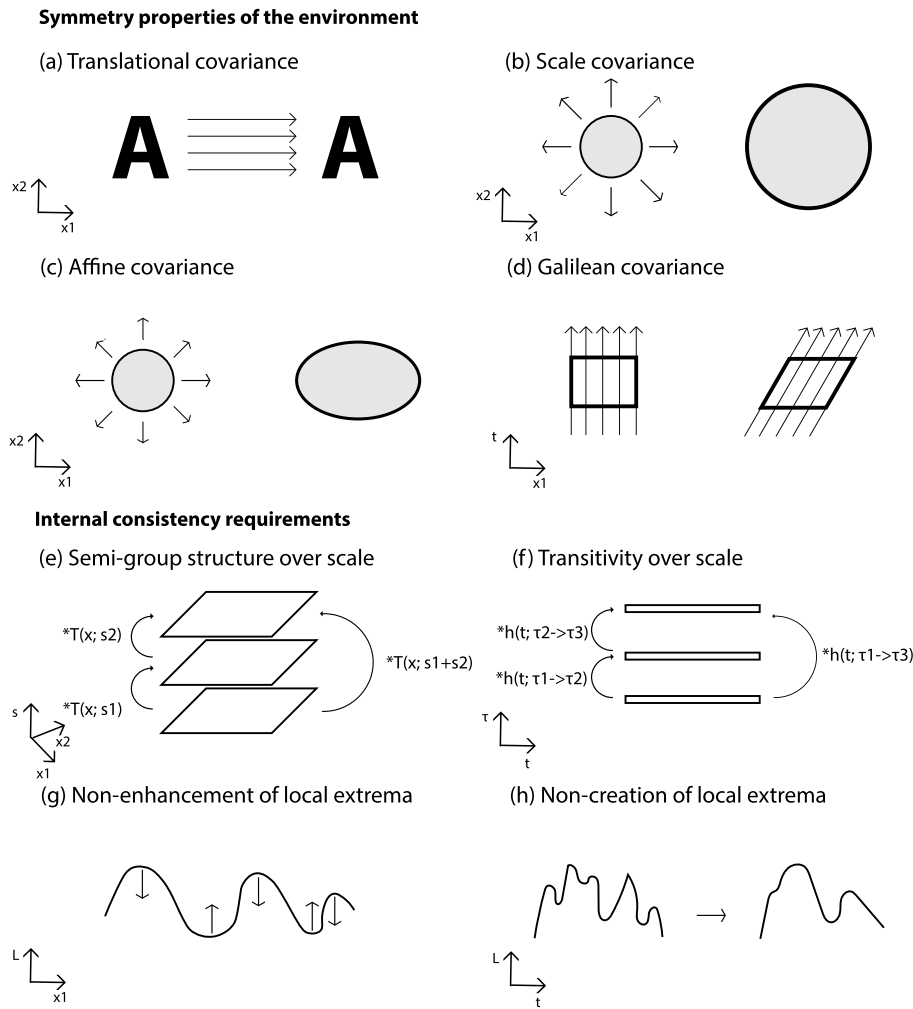 Symmetry properties of the environment
(a) Translational covariance
A
A
x2
x1
(b) Scale covariance
x2
x1
(c) Affine covariance
x2
x1
(d) Galilean covariance
t
x1
Internal consistency requirements
(e) Semi-group structure over scale
*T(x; s2)
*T(x; s1+s2)
*T(x; s1)
s
x2
x1
(f) Transitivity over scale
*h(t; τ2->τ3)
*h(t; τ1->τ3)
*h(t; τ1->τ2)
τ
t
(g) Non-enhancement of local extrema
L
x1
(h) Non-creation of local extrema
L
t